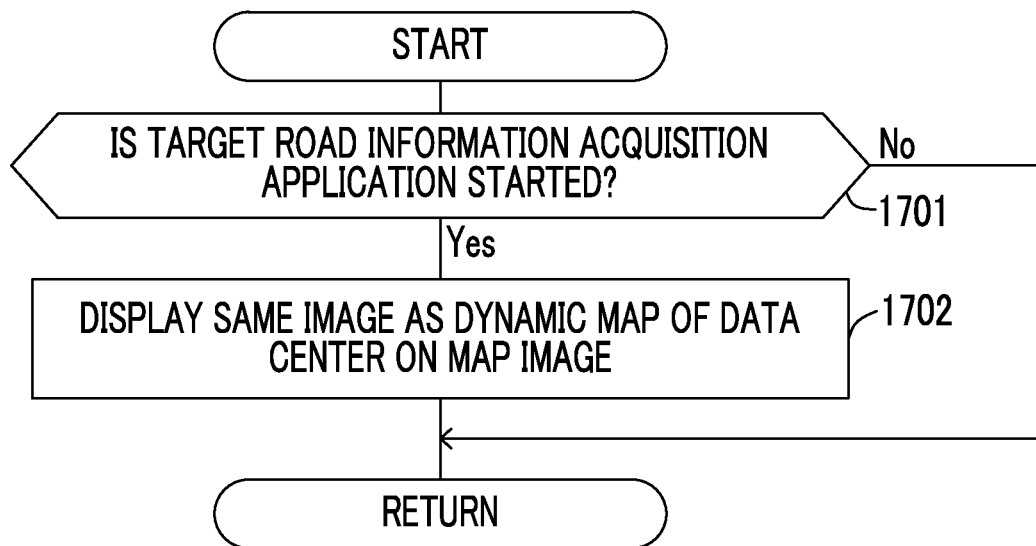 START
IS TARGET ROAD INFORMATION ACQUISITION
APPLICATION STARTED?
No
1701
Yes
DISPLAY SAME IMAGE AS DYNAMIC MAP OF DATA
CENTER ON MAP IMAGE
1702
RETURN